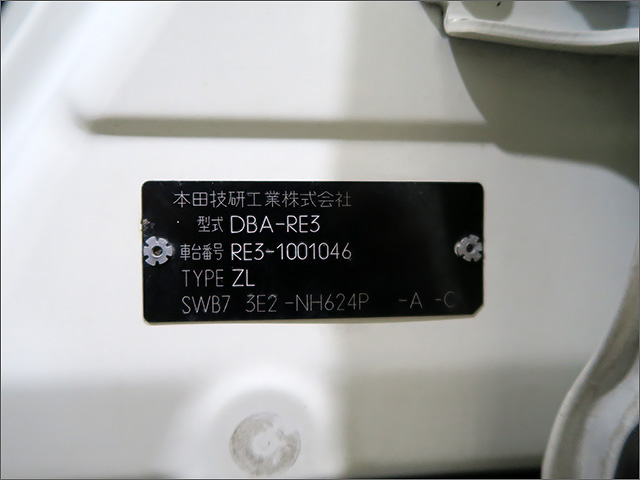 本田技研工業株式会社
型式 DBA-RE3
車台番号 RE3-1001046
TYPE ZL
SWB7 3E2-NH624P -A -C